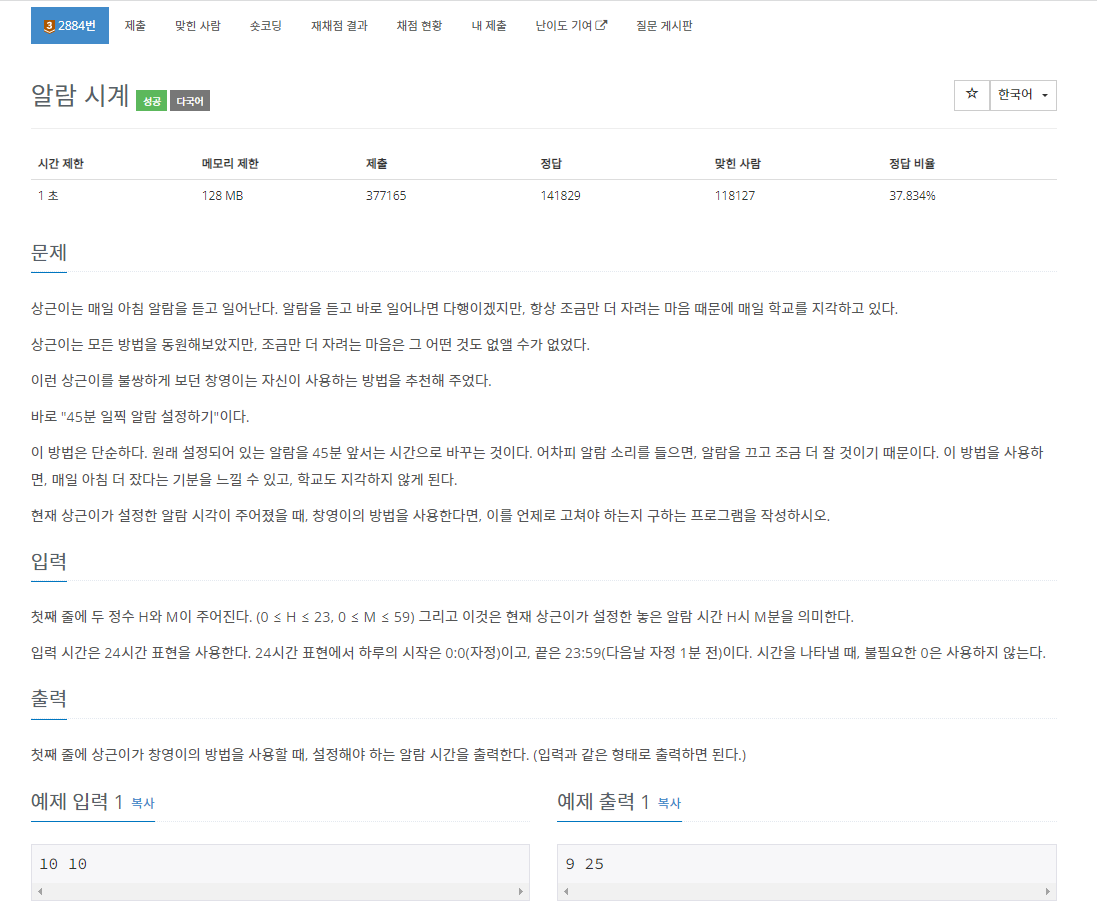 3 2884번 제출 맞힌 사람 숏코딩 재채점 결과 채점 현황 내 제출 난이도 기여 질문 게시판
알람 시계 성공 다국어 ☆ 한국어
시간 제한 메모리 제한 제출 정답 맞힌 사람 정답 비율
1 초 128 MB 377165 141829 118127 37.834%
문제
상근이는 매일 아침 알람을 듣고 일어난다. 알람을 듣고 바로 일어나면 다행이겠지만, 항상 조금만 더 자려는 마음 때문에 매일 학교를 지각하고 있다.
상근이는 모든 방법을 동원해보았지만, 조금만 더 자려는 마음은 그 어떤 것도 없앨 수가 없었다.
이런 상근이를 불쌍하게 보던 창영이는 자신이 사용하는 방법을 추천해 주었다.
바로 "45분 일찍 알람 설정하기"이다.
이 방법은 단순하다. 원래 설정되어 있는 알람을 45분 앞서는 시간으로 바꾸는 것이다. 어차피 알람 소리를 들으면, 알람을 끄고 조금 더 잘 것이기 때문이다. 이 방법을 사용하
면, 매일 아침 더 잤다는 기분을 느낄 수 있고, 학교도 지각하지 않게 된다.
현재 상근이가 설정한 알람 시각이 주어졌을 때, 창영이의 방법을 사용한다면, 이를 언제로 고쳐야 하는지 구하는 프로그램을 작성하시오.
입력
첫째 줄에 두 정수 H와 M이 주어진다. (0 ≤ H ≤ 23, 0 ≤ M ≤ 59) 그리고 이것은 현재 상근이가 설정한 놓은 알람 시간 H시 M분을 의미한다.
입력 시간은 24시간 표현을 사용한다. 24시간 표현에서 하루의 시작은 0:0(자정)이고, 끝은 23:59(다음날 자정 1분 전)이다. 시간을 나타낼 때, 불필요한 0은 사용하지 않는다.
출력
첫째 줄에 상근이가 창영이의 방법을 사용할 때, 설정해야 하는 알람 시간을 출력한다. (입력과 같은 형태로 출력하면 된다.)
예제 입력 1 복사 예제 출력 1 복사
10 10 9 25